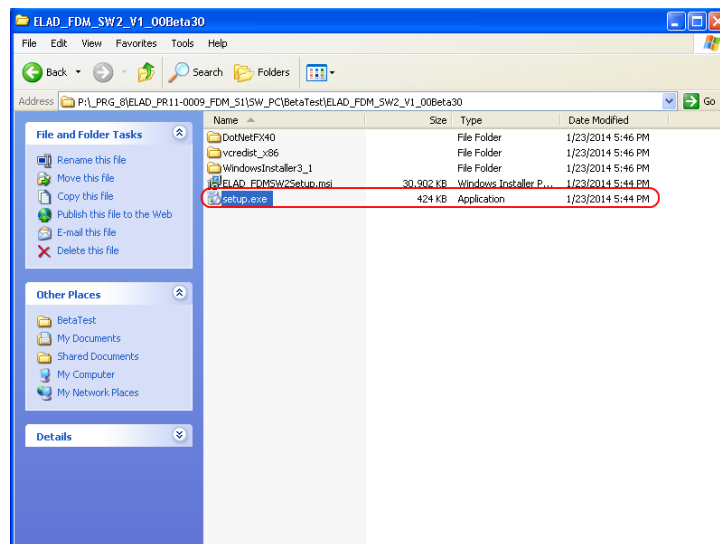 ELAD_FDM_SW2_V1_00Beta30
File Edit View Favorites Tools Help
Back Search Folders
Address P:\_PRG_8\ELAD_PR11-0009_FDM_S1\SW_PC\BetaTest\ELAD_FDM_SW2_V1_00Beta30 Go
Name Size Type Date Modified
DotNetFX40 File Folder 1/23/2014 5:46 PM
vcredist_x86 File Folder 1/23/2014 5:46 PM
WindowsInstaller3_1 File Folder 1/23/2014 5:46 PM
ELAD_FDMSW2Setup.msi 30.902 KB Windows Installer P... 1/23/2014 5:44 PM
setup.exe 424 KB Application 1/23/2014 5:44 PM
File and Folder Tasks
Rename this file
Move this file
Copy this file
Publish this file to the Web
E-mail this file
Delete this file
Other Places
BetaTest
My Documents
Shared Documents
My Computer
My Network Places
Details